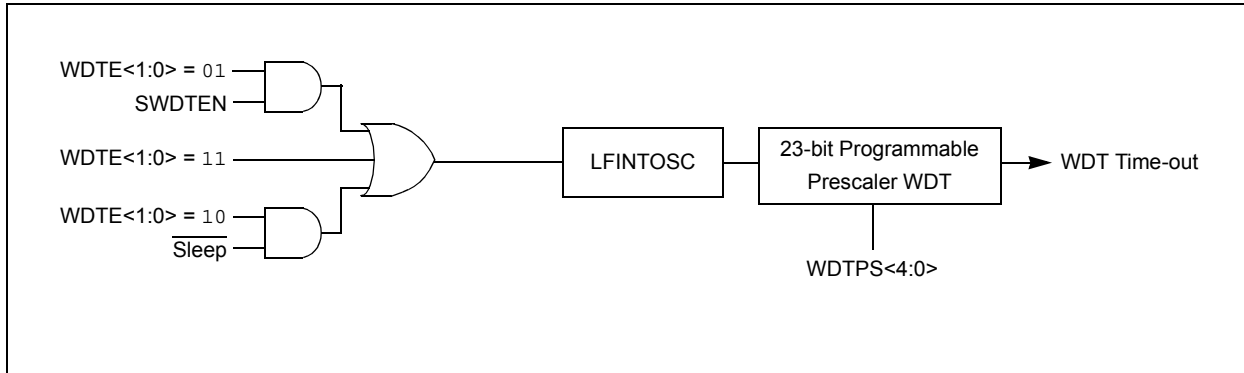 WDTE<1:0> = 01
SWDTEN
WDTE<1:0> = 11
WDTE<1:0> = 10
Sleep
LFINTOSC
23-bit Programmable
Prescaler WDT
WDT Time-out
WDTPS<4:0>